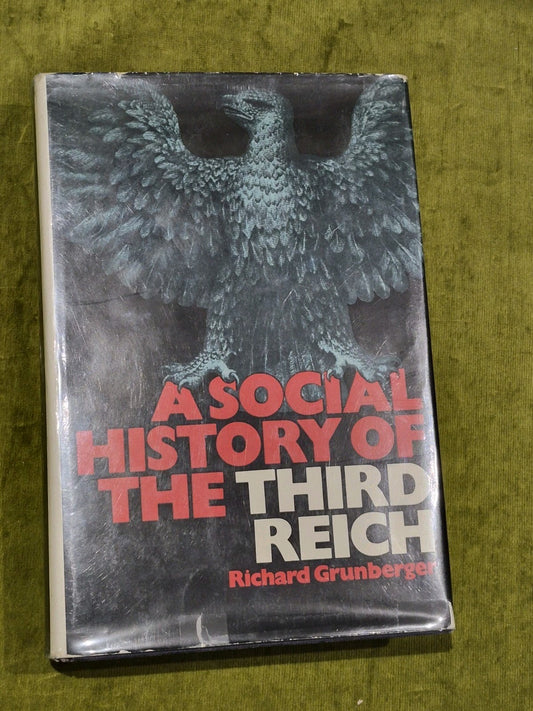 A SOCIAL
HISTORY OF
THE THIRD
REICH
Richard Grunberger